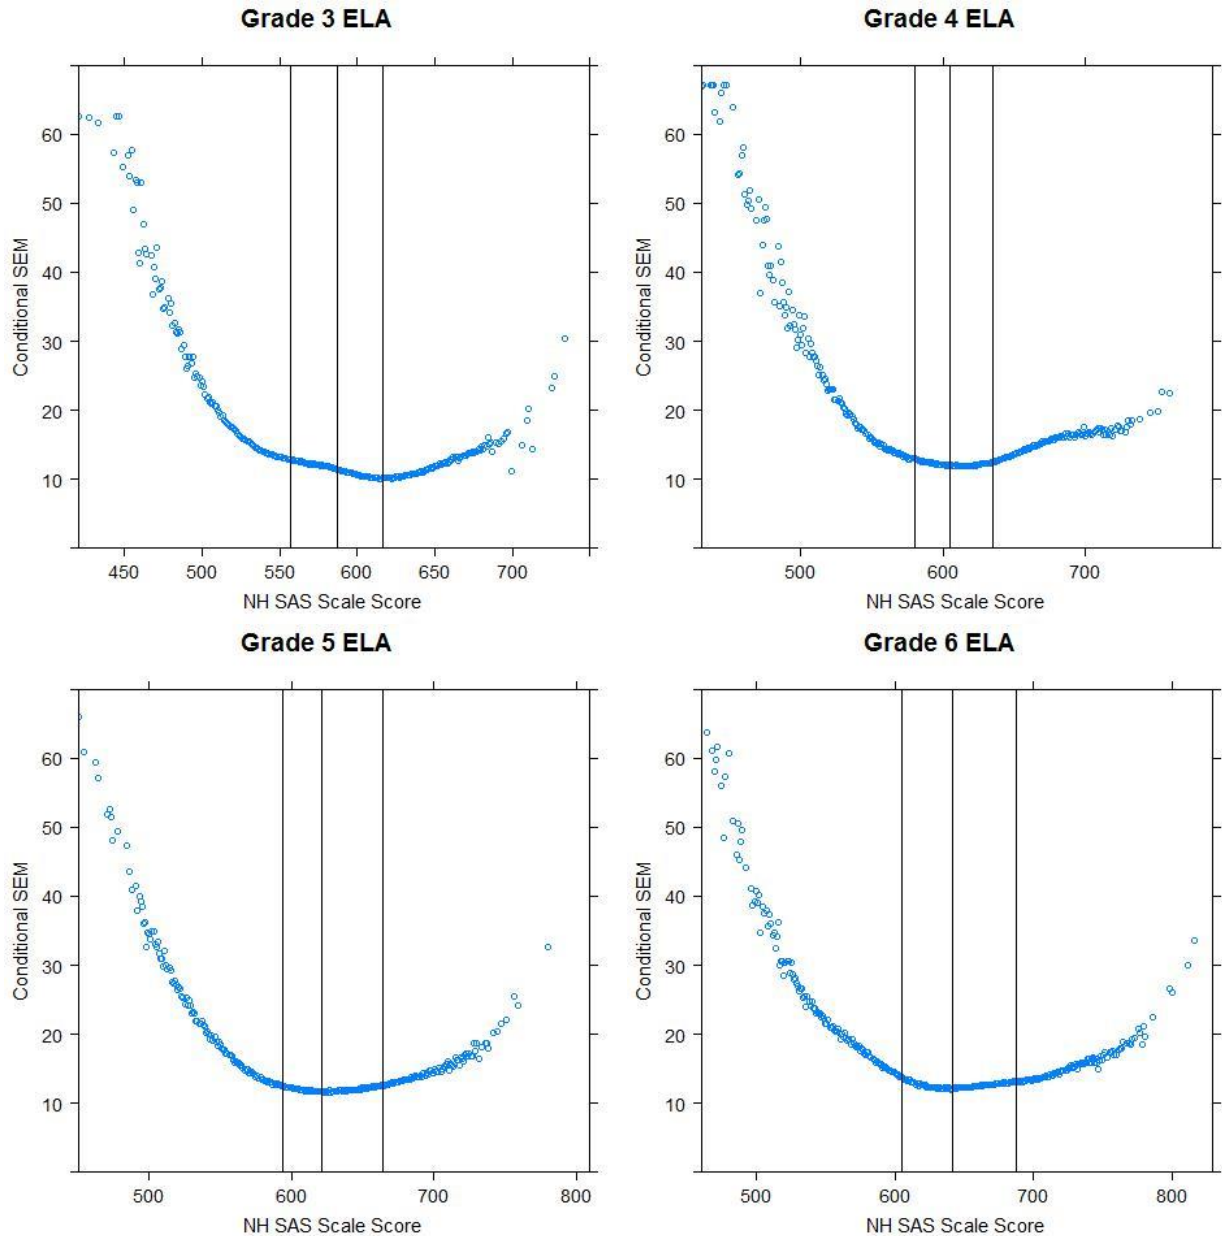 Grade 3 ELA
Conditional SEM
60
50
40
30
20
10
450 500 550 600 650 700
NH SAS Scale Score
Grade 4 ELA
Conditional SEM
60
50
40
30
20
10
500 600 700
NH SAS Scale Score
Grade 5 ELA
Conditional SEM
60
50
40
30
20
10
500 600 700 800
NH SAS Scale Score
Grade 6 ELA
Conditional SEM
60
50
40
30
20
10
500 600 700 800
NH SAS Scale Score